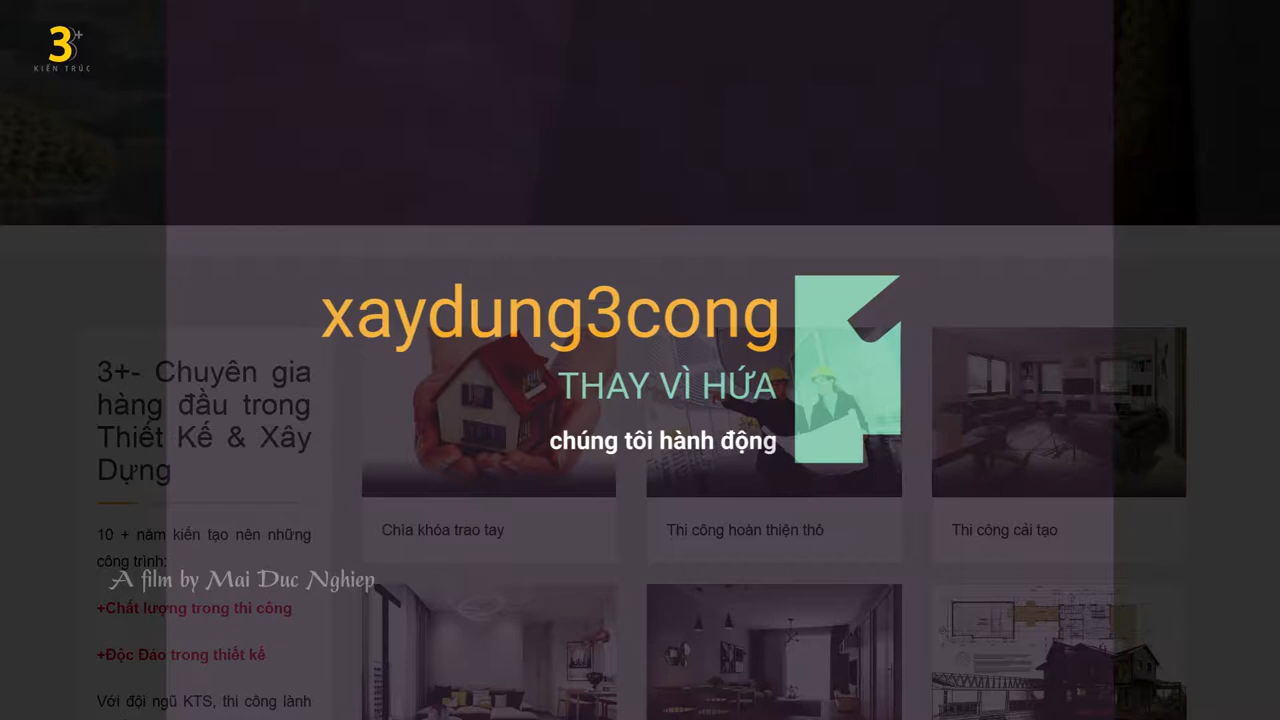 3+
KIẾN TRÚC
xaydung3cong
THAY VÌ HỨA
chúng tôi hành động
3+- Chuyên gia
hàng đầu trong
Thiết Kế & Xây
Dựng
10 + năm kiến tạo nên những
công trình:
A film by Mai Duc Nghiep
+Chất lượng trong thi công
+Độc Đáo trong thiết kế
Với đội ngũ KTS, thi công lành
Chìa khóa trao tay
Thi công hoàn thiện thô
Thi công cải tạo